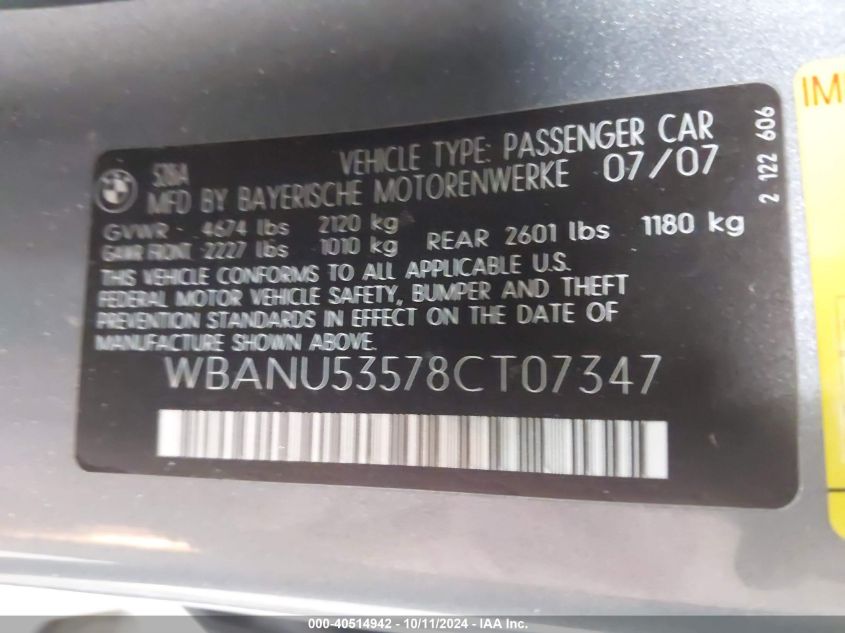 528A VEHICLE TYPE: PASSENGER CAR
MFD BY BAYERISCHE MOTORENWERKE 07/07
GVWR - 4674 lbs 2120 kg
GAWR FRONT: 2227 lbs 1010 kg REAR 2601 lbs 1180 kg
THIS VEHICLE CONFORMS TO ALL APPLICABLE U.S.
FEDERAL MOTOR VEHICLE SAFETY, BUMPER AND THEFT
PREVENTION STANDARDS IN EFFECT ON THE DATE OF
MANUFACTURE SHOWN ABOVE.
WBANU53578CT07347
2 122 606
BMW
000-40514942 - 10/11/2024 - IAA Inc.